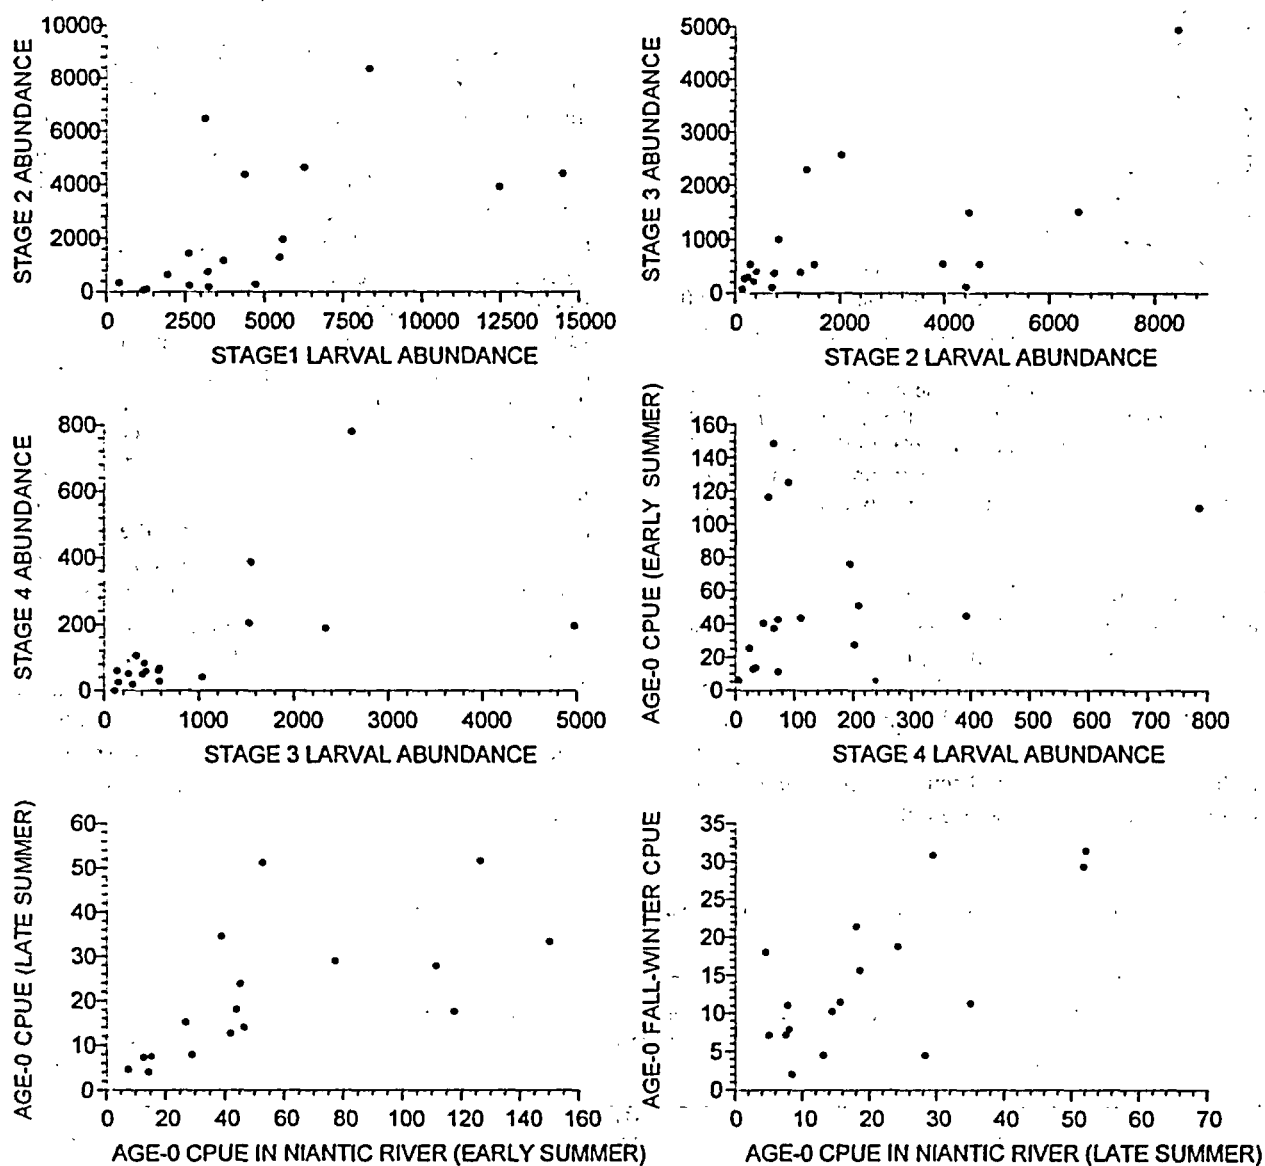 STAGE 2 ABUNDANCE
10000
8000
6000
4000
2000
0
0 2500 5000 7500 10000 12500 15000
STAGE1 LARVAL ABUNDANCE
STAGE 3 ABUNDANCE
5000
4000
3000
2000
1000
0
0 2000 4000 6000 8000
STAGE 2 LARVAL ABUNDANCE
STAGE 4 ABUNDANCE
800
600
400
200
0
0 1000 2000 3000 4000 5000
STAGE 3 LARVAL ABUNDANCE
AGE-0 CPUE (EARLY SUMMER)
160
140
120
100
80
60
40
20
0
0 100 200 300 400 500 600 700 800
STAGE 4 LARVAL ABUNDANCE
AGE-0 CPUE (LATE SUMMER)
60
50
40
30
20
10
0
0 20 40 60 80 100 120 140 160
AGE-0 CPUE IN NIANTIC RIVER (EARLY SUMMER)
AGE-0 FALL-WINTER CPUE
35
30
25
20
15
10
5
0
0 10 20 30 40 50 60 70
AGE-0 CPUE IN NIANTIC RIVER (LATE SUMMER)